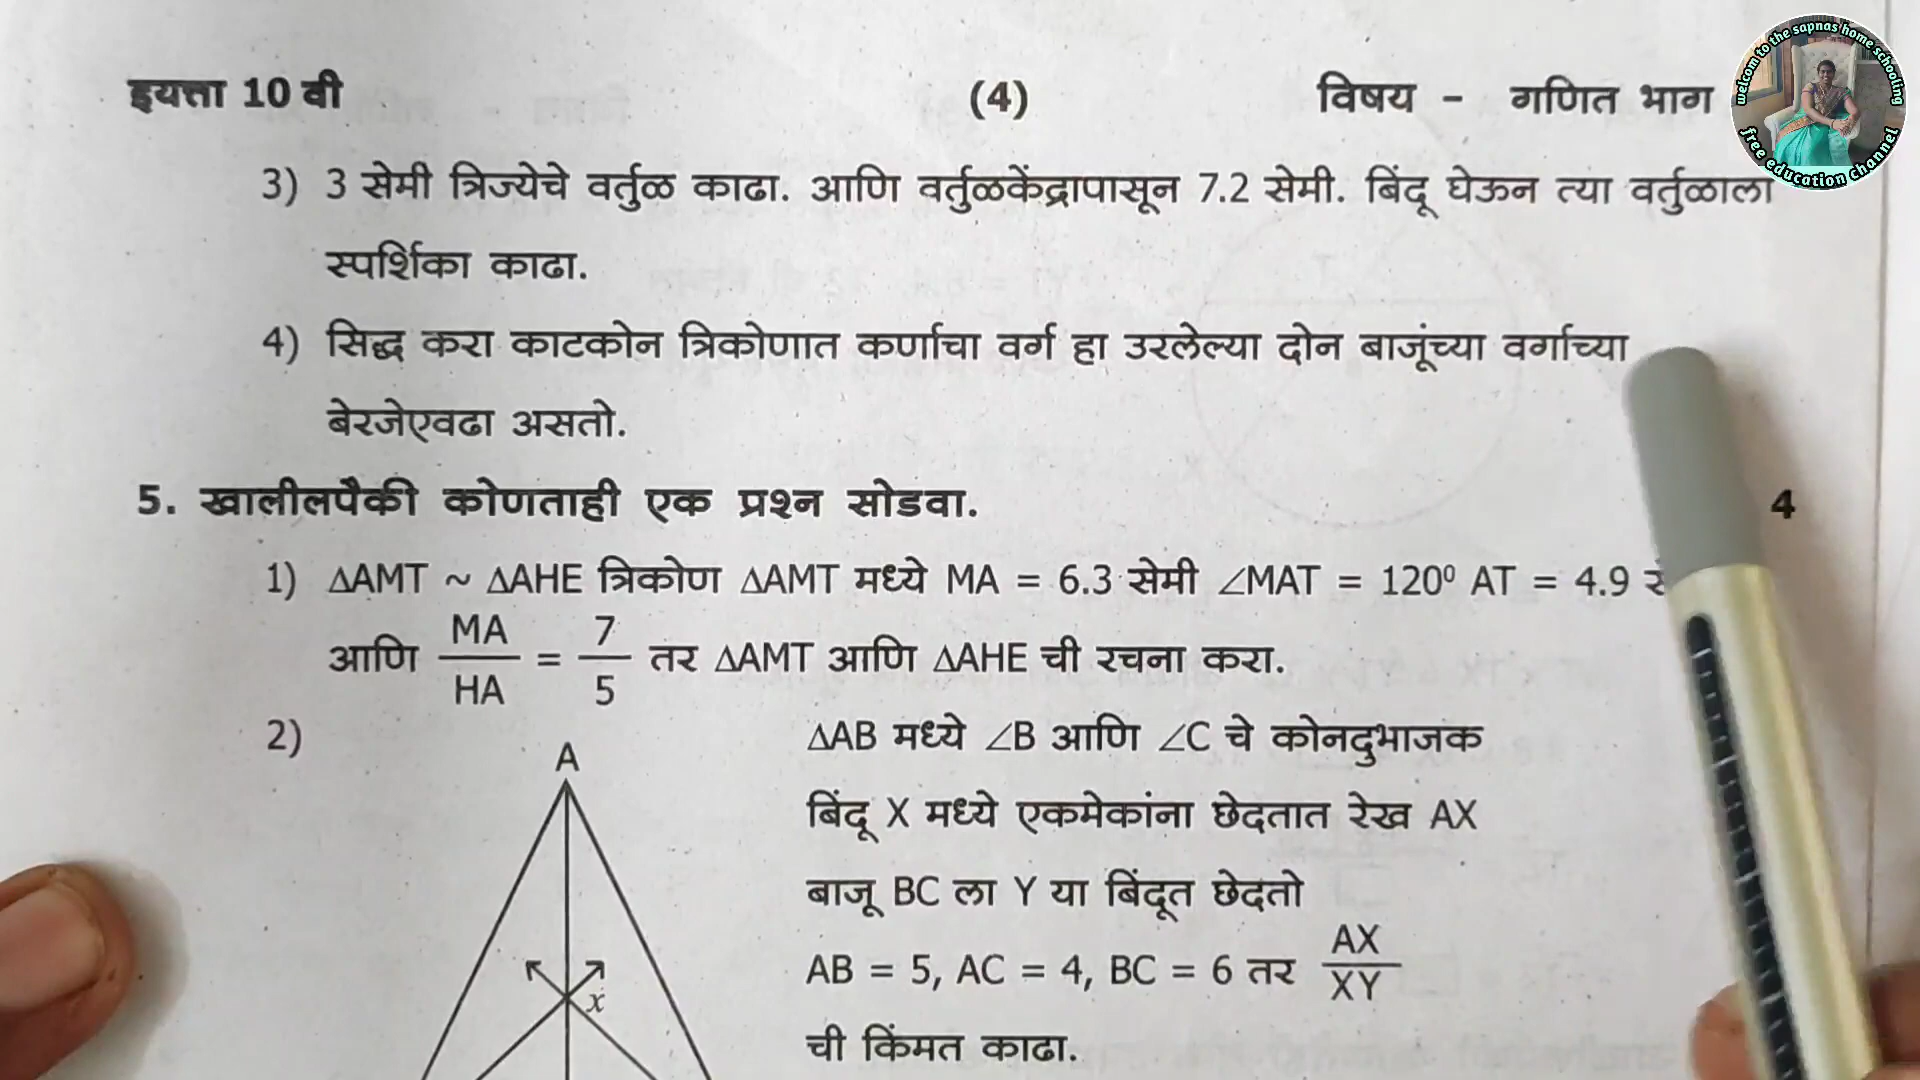 welcom to the sapnas home schooling
free education channel
इयत्ता 10 वी (4) विषय - गणित भाग
3) 3 सेमी त्रिज्येचे वर्तुळ काढा. आणि वर्तुळकेंद्रापासून 7.2 सेमी. बिंदू घेऊन त्या वर्तुळाला
स्पर्शिका काढा.
4) सिद्ध करा काटकोन त्रिकोणात कर्णाचा वर्ग हा उरलेल्या दोन बाजूंच्या वर्गाच्या
बेरजेएवढा असतो.
5. खालीलपैकी कोणताही एक प्रश्न सोडवा. 4
1) ΔAMT ~ ΔAHE त्रिकोण ΔAMT मध्ये MA = 6.3 सेमी ∠MAT = 120⁰ AT = 4.9
आणि MA/HA = 7/5 तर ΔAMT आणि ΔAHE ची रचना करा.
2) A ΔAB मध्ये ∠B आणि ∠C चे कोनदुभाजक
बिंदू X मध्ये एकमेकांना छेदतात रेख AX
बाजू BC ला Y या बिंदूत छेदतो
AB = 5, AC = 4, BC = 6 तर AX/XY
x
ची किंमत काढा.